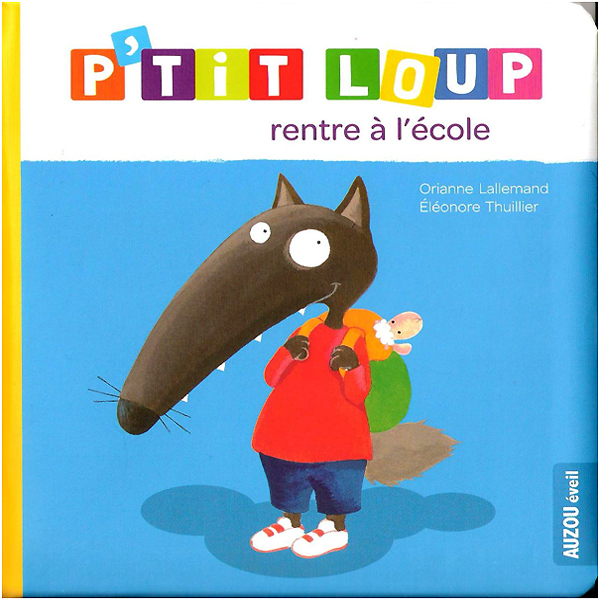 P'TiT LOUP
rentre à l'école
Orianne Lallemand
Éléonore Thuillier
AUZOU éveil